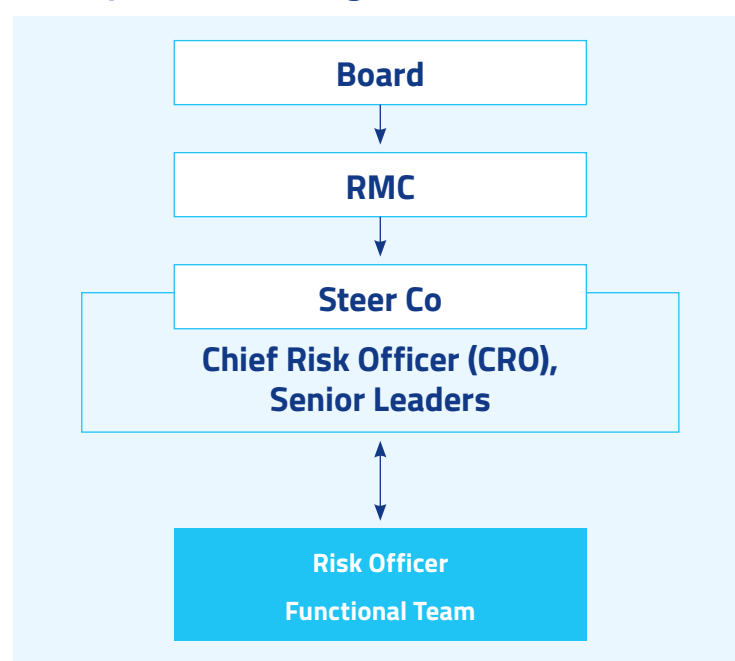 Board
RMC
Steer Co
Chief Risk Officer (CRO),
Senior Leaders
Risk Officer
Functional Team